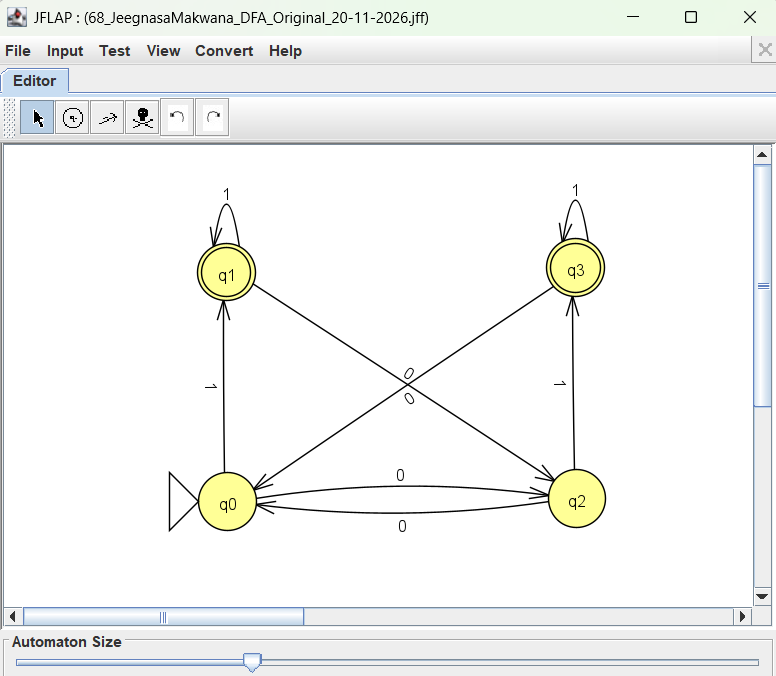 JFLAP : (68_JeegnasaMakwana_DFA_Original_20-11-2026.jff)
File Input Test View Convert Help
Editor
1
1
q1
q3
0
0
1
1
0
q0
q2
0
Automaton Size